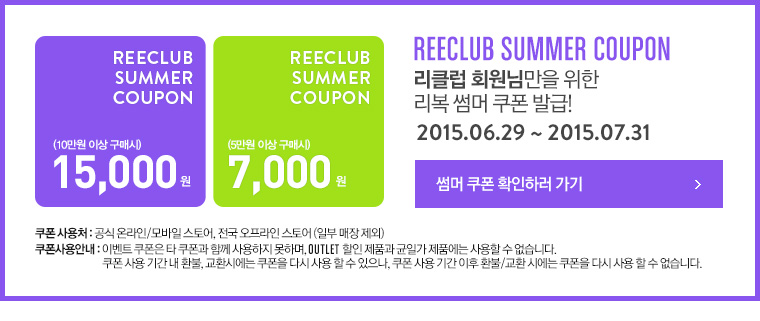 REECLUB
SUMMER
COUPON
(10만원 이상 구매시)
15,000 원
REECLUB
SUMMER
COUPON
(5만원 이상 구매시)
7,000 원
REECLUB SUMMER COUPON
리클럽 회원님만을 위한
리복 썸머 쿠폰 발급!
2015.06.29 ~ 2015.07.31
썸머 쿠폰 확인하러 가기 >
쿠폰 사용처 : 공식 온라인/모바일 스토어, 전국 오프라인 스토어 (일부 매장 제외)
쿠폰사용안내 : 이벤트 쿠폰은 타 쿠폰과 함께 사용하지 못하며, OUTLET 할인 제품과 균일가 제품에는 사용할 수 없습니다.
쿠폰 사용 기간 내 환불, 교환시에는 쿠폰을 다시 사용 할 수 있으나, 쿠폰 사용 기간 이후 환불/교환 시에는 쿠폰을 다시 사용 할 수 없습니다.